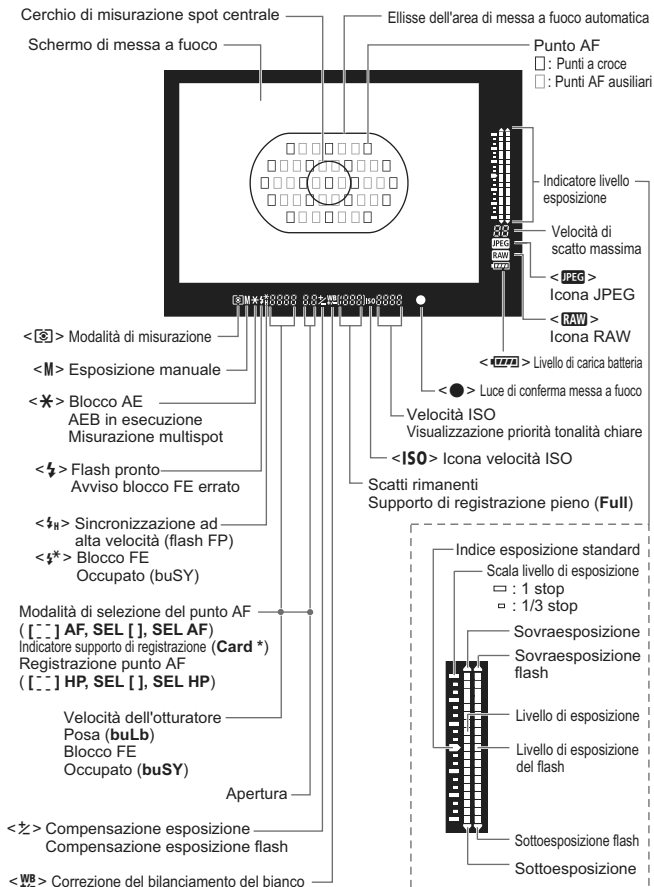 Cerchio di misurazione spot centrale
Ellisse dell'area di messa a fuoco automatica
Schermo di messa a fuoco
Punto AF
: Punti a croce
: Punti AF ausiliari
Indicatore livello
esposizione
Velocità di
scatto massima
<JPEG>
Icona JPEG
<RAW>
Icona RAW
< > Livello di carica batteria
<●> Luce di conferma messa a fuoco
Velocità ISO
Visualizzazione priorità tonalità chiare
<ISO> Icona velocità ISO
Scatti rimanenti
Supporto di registrazione pieno (Full)
< > Modalità di misurazione
<M> Esposizione manuale
<✱> Blocco AE
AEB in esecuzione
Misurazione multispot
<⚡> Flash pronto
Avviso blocco FE errato
<⚡H> Sincronizzazione ad
alta velocità (flash FP)
<⚡*> Blocco FE
Occupato (buSY)
Modalità di selezione del punto AF
( [ ] AF, SEL [ ], SEL AF)
Indicatore supporto di registrazione (Card *)
Registrazione punto AF
( [ ] HP, SEL [ ], SEL HP)
Velocità dell'otturatore
Posa (buLb)
Blocco FE
Occupato (buSY)
Apertura
< > Compensazione esposizione
Compensazione esposizione flash
<WB> Correzione del bilanciamento del bianco
Indice esposizione standard
Scala livello di esposizione
: 1 stop
: 1/3 stop
Sovraesposizione
Sovraesposizione
flash
Livello di esposizione
Livello di esposizione
del flash
Sottoesposizione flash
Sottoesposizione